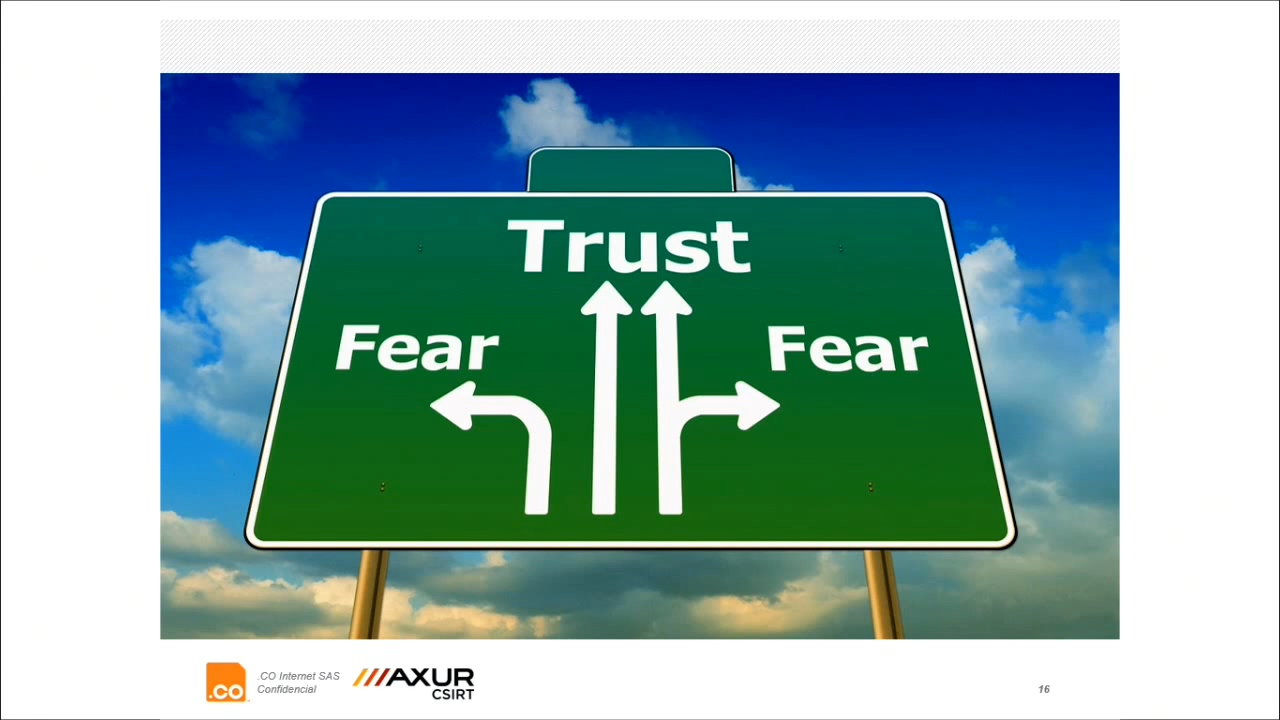 Trust
Fear
Fear
.CO
.CO Internet SAS
Confidencial
AXUR
CSIRT
16